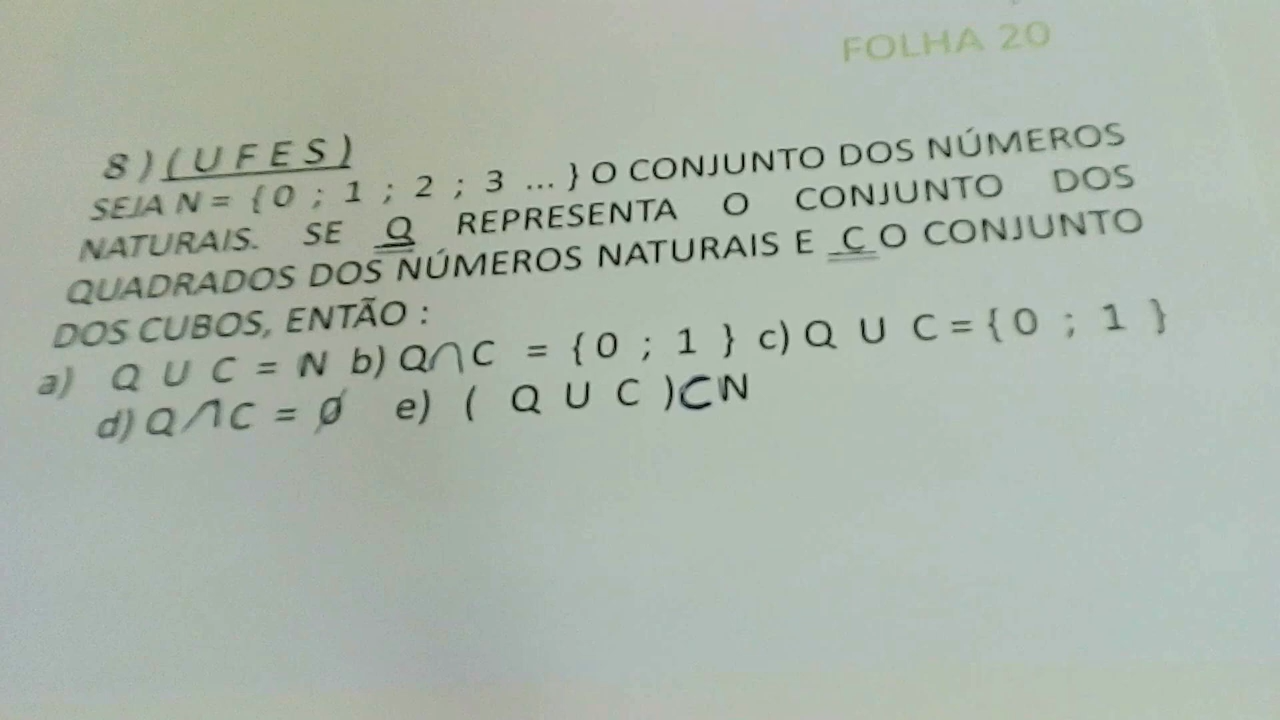 FOLHA 20
8 ) ( U F E S )
SEJA N = { 0 ; 1 ; 2 ; 3 ... } O CONJUNTO DOS NÚMEROS
NATURAIS. SE Q REPRESENTA O CONJUNTO DOS
QUADRADOS DOS NÚMEROS NATURAIS E C O CONJUNTO
DOS CUBOS, ENTÃO :
a) Q U C = N b) Q∩C = { 0 ; 1 } c) Q U C = { 0 ; 1 }
d) Q∩C = ø e) ( Q U C )⊂N